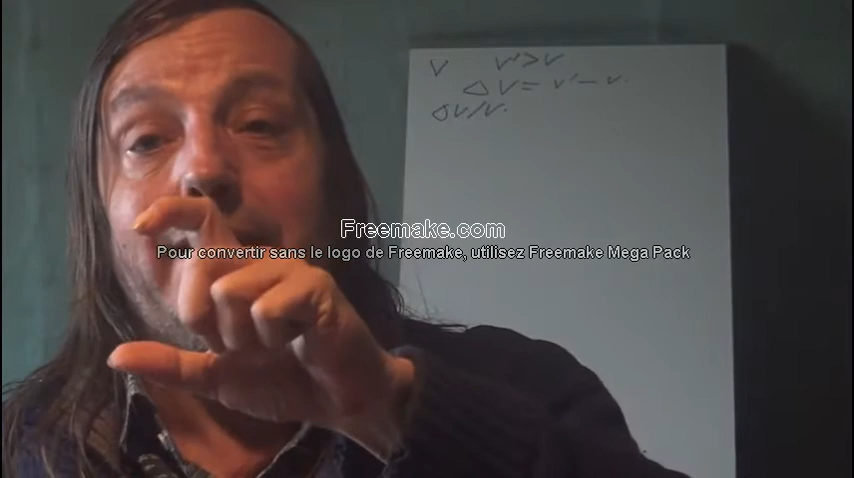 v v'>v
Δv = v' - v.
Δv/v.
Freemake.com
Pour convertir sans le logo de Freemake, utilisez Freemake Mega Pack